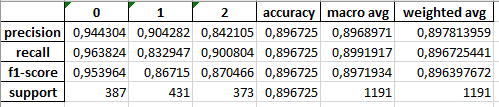 0 1 2 accuracy macro avg weighted avg
precision 0,944304 0,904282 0,842105 0,896725 0,8968971 0,897813959
recall 0,963824 0,832947 0,900804 0,896725 0,8991917 0,896725441
f1-score 0,953964 0,86715 0,870466 0,896725 0,8971934 0,896397672
support 387 431 373 0,896725 1191 1191